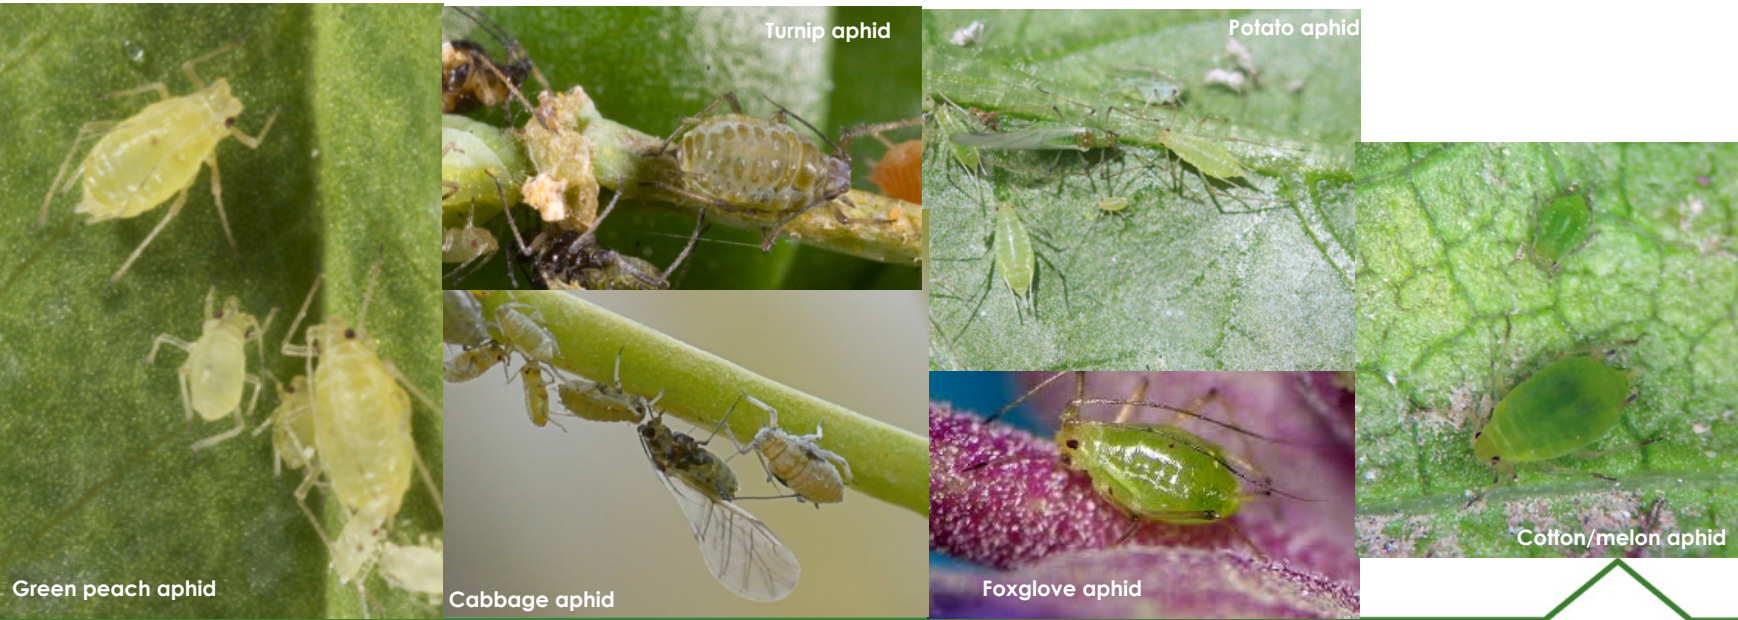 Turnip aphid
Potato aphid
Green peach aphid
Cabbage aphid
Foxglove aphid
Cotton/melon aphid